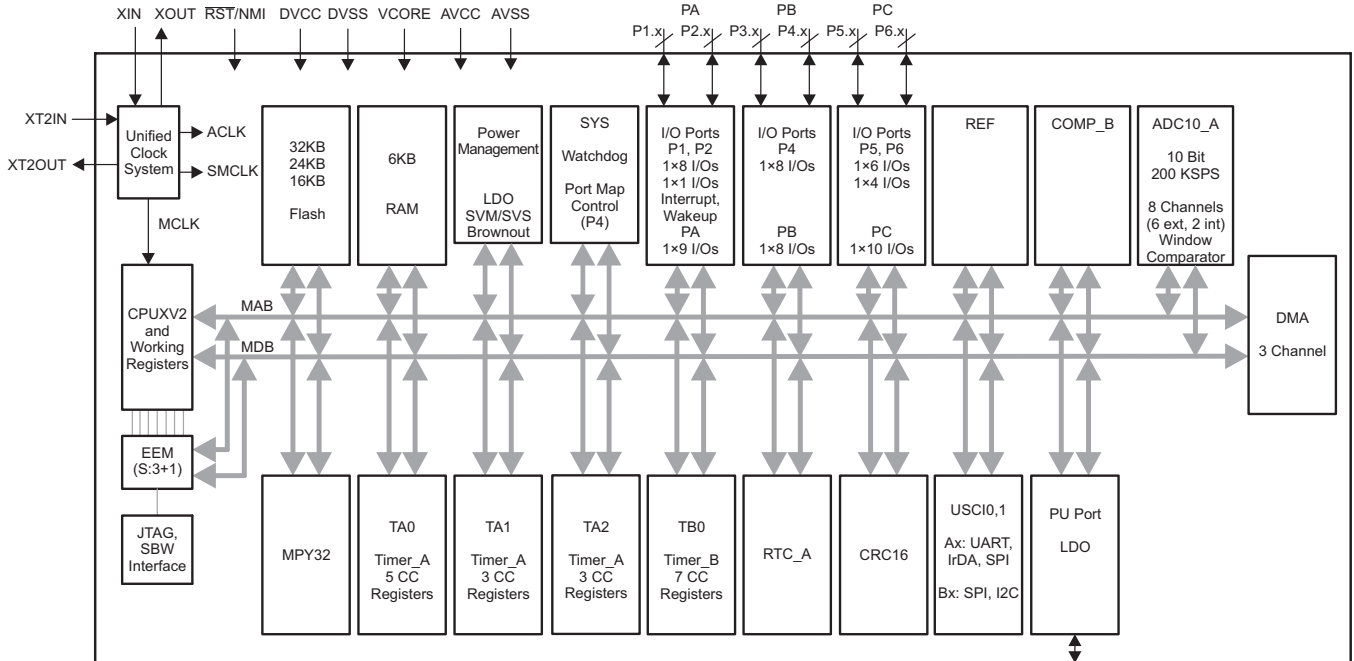 XIN XOUT RST/NMI DVCC DVSS VCORE AVCC AVSS
PA PB PC
P1.x P2.x P3.x P4.x P5.x P6.x
XT2IN
XT2OUT
Unified
Clock
System
ACLK
SMCLK
MCLK
32KB
24KB
16KB
Flash
6KB
RAM
Power
Management
LDO
SVM/SVS
Brownout
SYS
Watchdog
Port Map
Control
(P4)
I/O Ports
P1, P2
1×8 I/Os
1×1 I/Os
Interrupt,
Wakeup
PA
1×9 I/Os
I/O Ports
P4
1×8 I/Os
PB
1×8 I/Os
I/O Ports
P5, P6
1×6 I/Os
1×4 I/Os
PC
1×10 I/Os
REF
COMP_B
ADC10_A
10 Bit
200 KSPS
8 Channels
(6 ext, 2 int)
Window
Comparator
CPUXV2
and
Working
Registers
MAB
MDB
DMA
3 Channel
EEM
(S:3+1)
JTAG,
SBW
Interface
MPY32
TA0
Timer_A
5 CC
Registers
TA1
Timer_A
3 CC
Registers
TA2
Timer_A
3 CC
Registers
TB0
Timer_B
7 CC
Registers
RTC_A
CRC16
USCI0,1
Ax: UART,
IrDA, SPI
Bx: SPI, I2C
PU Port
LDO